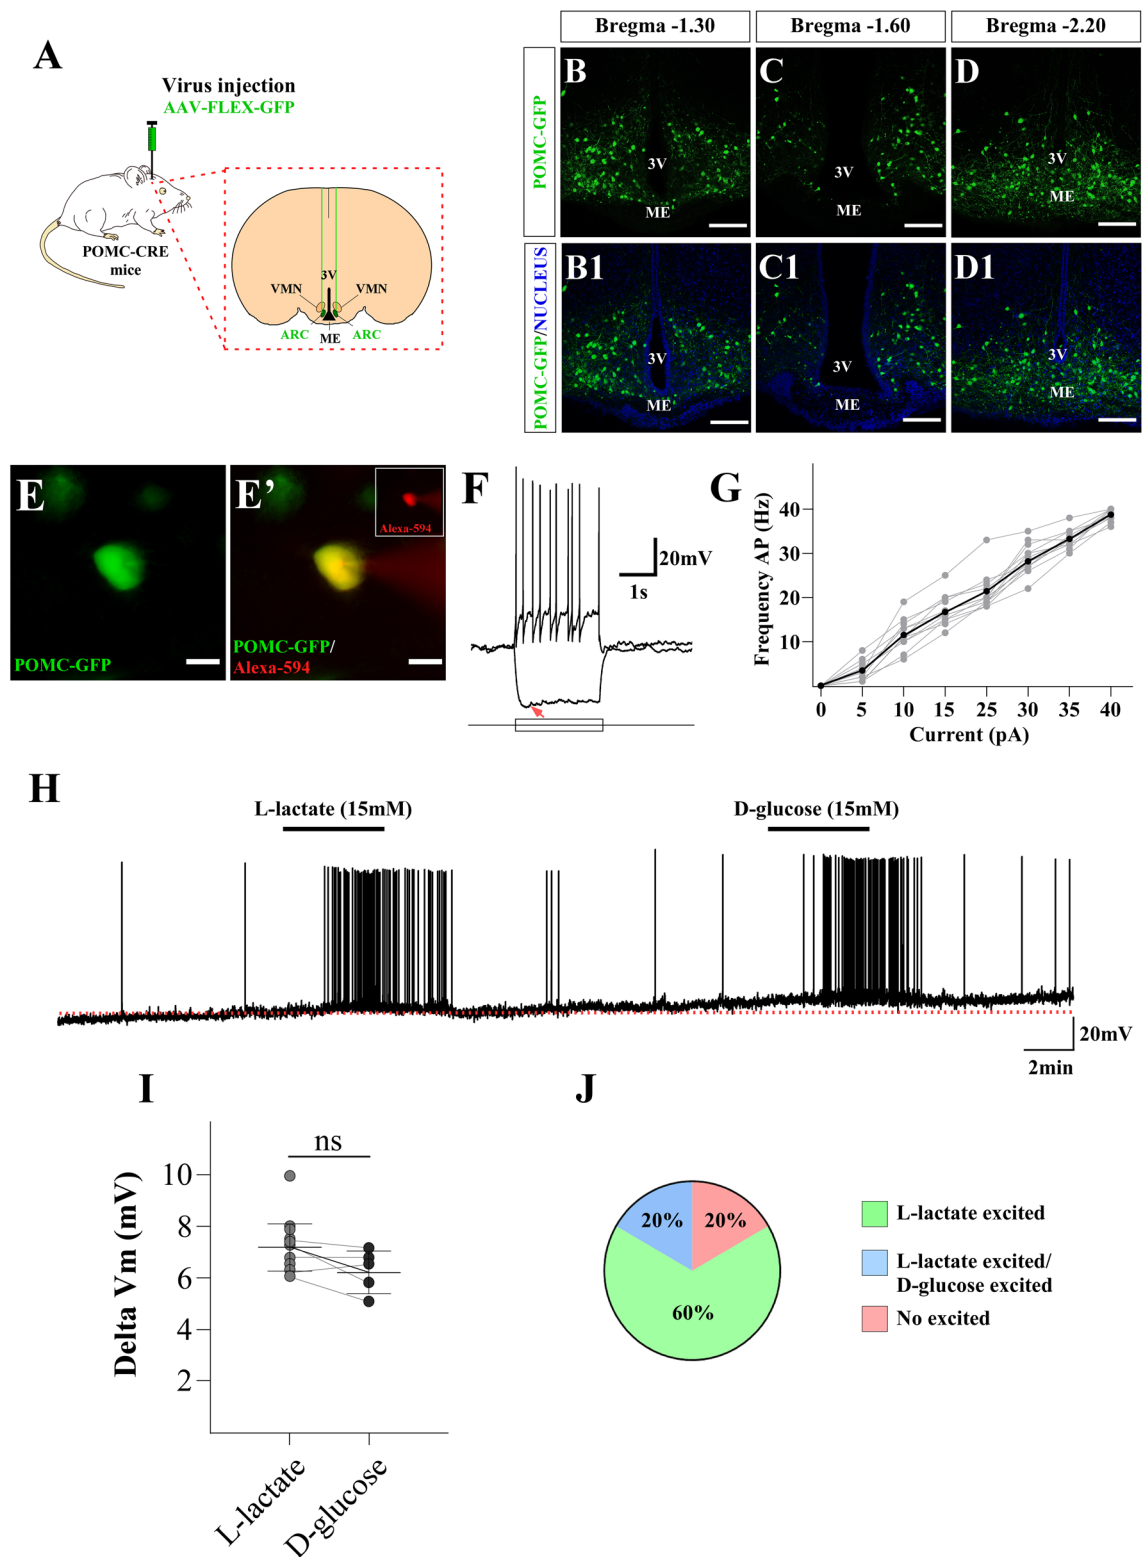 A
Virus injection
AAV-FLEX-GFP
POMC-CRE
mice
3V
VMN
VMN
ARC
ME
ARC
Bregma -1.30
Bregma -1.60
Bregma -2.20
POMC-GFP
B
3V
ME
C
3V
ME
D
3V
ME
POMC-GFP/NUCLEUS
B1
3V
ME
C1
3V
ME
D1
3V
ME
E
POMC-GFP
E’
Alexa-594
POMC-GFP/
Alexa-594
F
20mV
1s
G
Frequency AP (Hz)
40
30
20
10
0 5 10 15 25 30 35 40
Current (pA)
H
L-lactate (15mM)
D-glucose (15mM)
20mV
2min
I
ns
Delta Vm (mV)
10
8
6
4
2
L-lactate
D-glucose
J
20%
20%
60%
L-lactate excited
L-lactate excited/
D-glucose excited
No excited